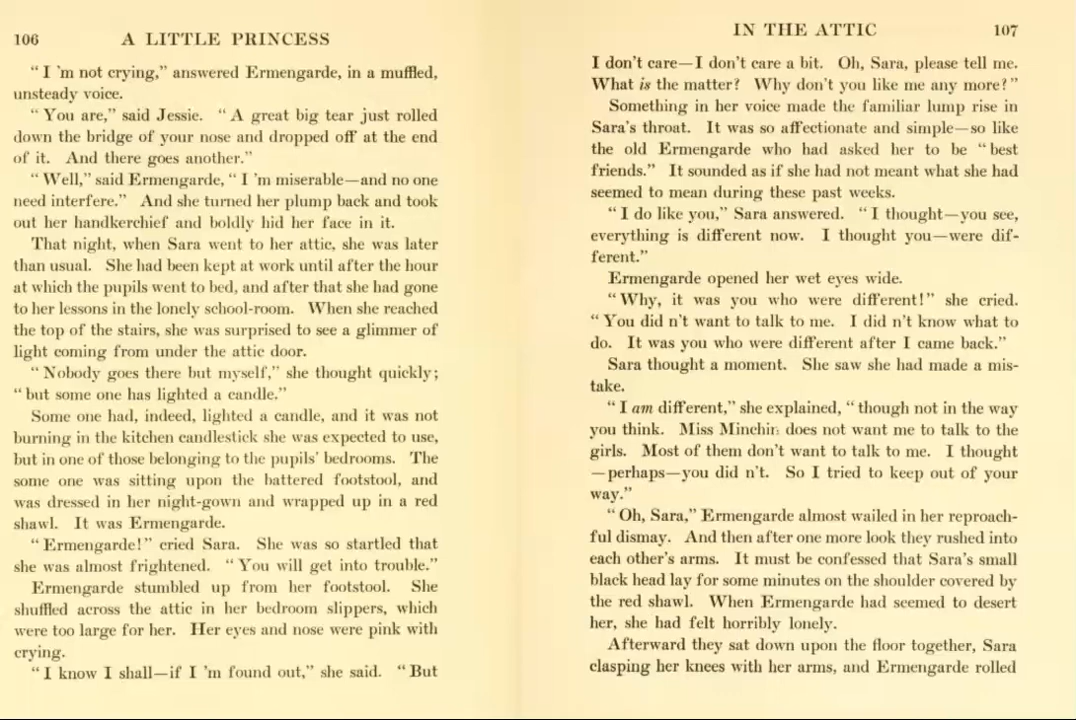 106 A LITTLE PRINCESS
“ I ’m not crying,” answered Ermengarde, in a muffled,
unsteady voice.
“ You are,” said Jessie. “ A great big tear just rolled
down the bridge of your nose and dropped off at the end
of it. And there goes another.”
“ Well,” said Ermengarde, “ I ’m miserable—and no one
need interfere.” And she turned her plump back and took
out her handkerchief and boldly hid her face in it.
That night, when Sara went to her attic, she was later
than usual. She had been kept at work until after the hour
at which the pupils went to bed, and after that she had gone
to her lessons in the lonely school-room. When she reached
the top of the stairs, she was surprised to see a glimmer of
light coming from under the attic door.
“ Nobody goes there but myself,” she thought quickly;
“ but some one has lighted a candle.”
Some one had, indeed, lighted a candle, and it was not
burning in the kitchen candlestick she was expected to use,
but in one of those belonging to the pupils’ bedrooms. The
some one was sitting upon the battered footstool, and
was dressed in her night-gown and wrapped up in a red
shawl. It was Ermengarde.
“ Ermengarde! ” cried Sara. She was so startled that
she was almost frightened. “ You will get into trouble.”
Ermengarde stumbled up from her footstool. She
shuffled across the attic in her bedroom slippers, which
were too large for her. Her eyes and nose were pink with
crying.
“ I know I shall—if I ’m found out,” she said. “ But
IN THE ATTIC 107
I don’t care—I don’t care a bit. Oh, Sara, please tell me.
What is the matter? Why don’t you like me any more? ”
Something in her voice made the familiar lump rise in
Sara’s throat. It was so affectionate and simple—so like
the old Ermengarde who had asked her to be “ best
friends.” It sounded as if she had not meant what she had
seemed to mean during these past weeks.
“ I do like you,” Sara answered. “ I thought—you see,
everything is different now. I thought you—were dif-
ferent.”
Ermengarde opened her wet eyes wide.
“ Why, it was you who were different! ” she cried.
“ You did n’t want to talk to me. I did n’t know what to
do. It was you who were different after I came back.”
Sara thought a moment. She saw she had made a mis-
take.
“ I am different,” she explained, “ though not in the way
you think. Miss Minchin does not want me to talk to the
girls. Most of them don’t want to talk to me. I thought
—perhaps—you did n’t. So I tried to keep out of your
way.”
“ Oh, Sara,” Ermengarde almost wailed in her reproach-
ful dismay. And then after one more look they rushed into
each other’s arms. It must be confessed that Sara’s small
black head lay for some minutes on the shoulder covered by
the red shawl. When Ermengarde had seemed to desert
her, she had felt horribly lonely.
Afterward they sat down upon the floor together, Sara
clasping her knees with her arms, and Ermengarde rolled